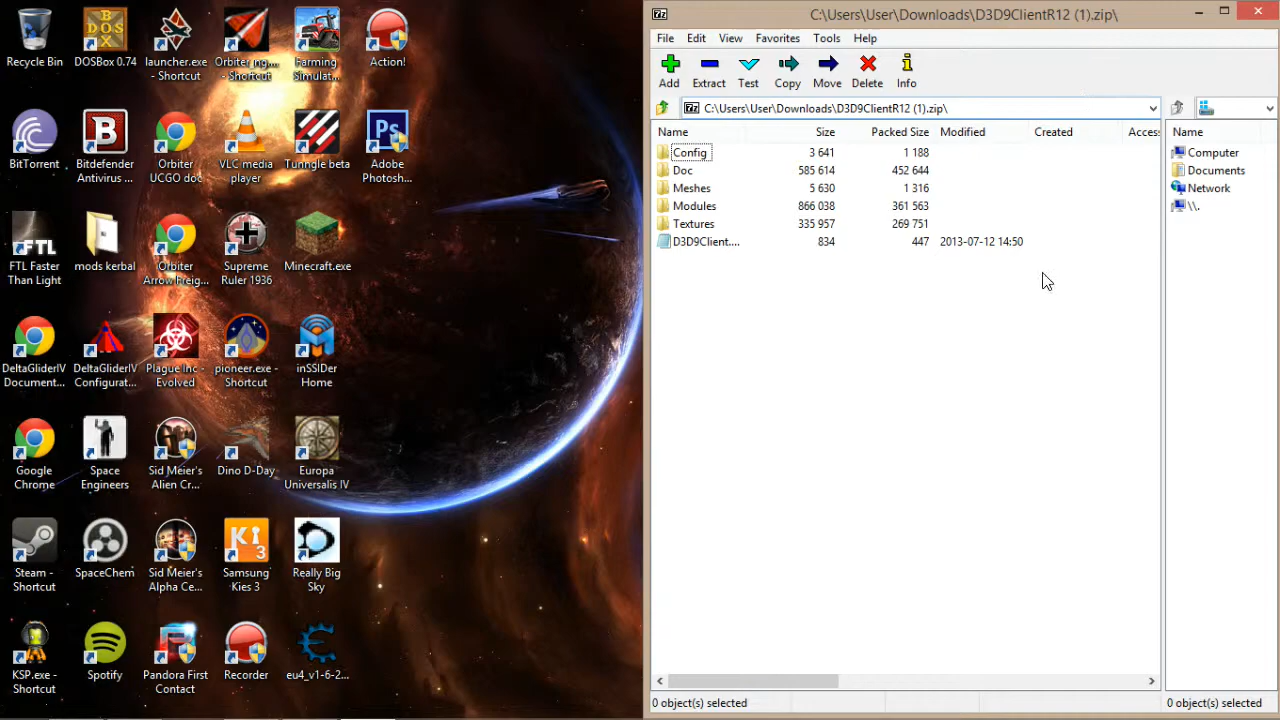 Recycle Bin
DOSBox 0.74
launcher.exe
- Shortcut
Orbiter_ng....
- Shortcut
Farming
Simulat...
Action!
BitTorrent
Bitdefender
Antivirus ...
Orbiter
UCGO doc
VLC media
player
Tunngle beta
Adobe
Photosh...
FTL Faster
Than Light
mods kerbal
Orbiter
Arrow Freig...
Supreme
Ruler 1936
Minecraft.exe
DeltaGliderIV
Document...
DeltaGliderIV
Configurat...
Plague Inc -
Evolved
pioneer.exe -
Shortcut
inSSIDer
Home
Google
Chrome
Space
Engineers
Sid Meier's
Alien Cr...
Dino D-Day
Europa
Universalis IV
Steam -
Shortcut
SpaceChem
Sid Meier's
Alpha Ce...
Samsung
Kies 3
Really Big
Sky
KSP.exe -
Shortcut
Spotify
Pandora First
Contact
Recorder
eu4_v1-6-2...
C:\Users\User\Downloads\D3D9ClientR12 (1).zip\
File Edit View Favorites Tools Help
Add Extract Test Copy Move Delete Info
C:\Users\User\Downloads\D3D9ClientR12 (1).zip\
Name Size Packed Size Modified Created Access
Config 3 641 1 188
Doc 585 614 452 644
Meshes 5 630 1 316
Modules 866 038 361 563
Textures 335 957 269 751
D3D9Client.... 834 447 2013-07-12 14:50
0 object(s) selected
Name
Computer
Documents
Network
\\.
0 object(s) selected